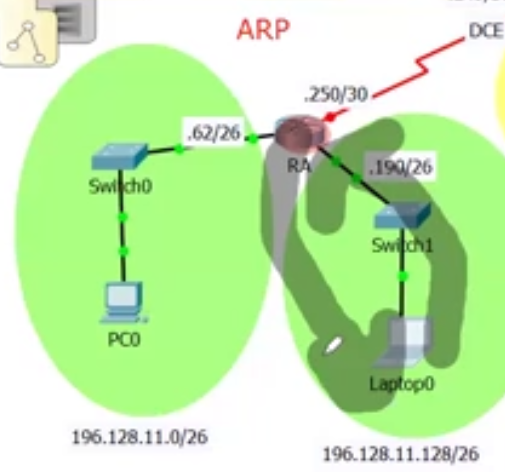 ARP
DCE
.250/30
.62/26
RA
.190/26
Switch0
Switch1
PC0
Laptop0
196.128.11.0/26
196.128.11.128/26